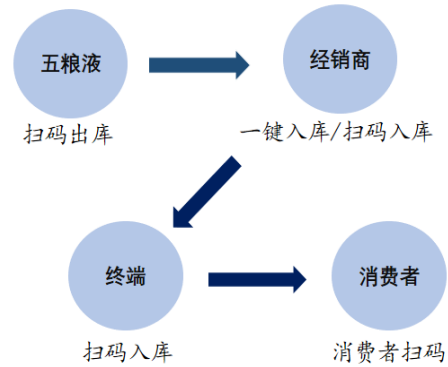 五粮液
经销商
扫码出库
一键入库/扫码入库
终端
消费者
扫码入库
消费者扫码